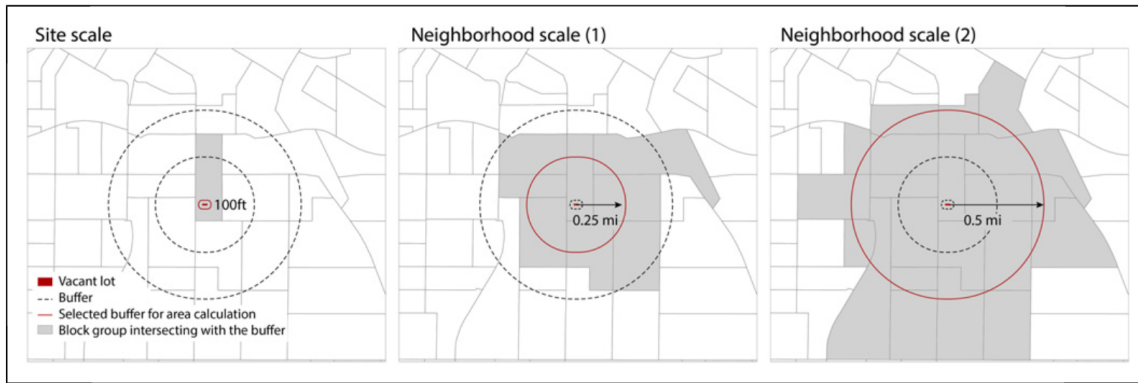 Site scale
Neighborhood scale (1)
Neighborhood scale (2)
100ft
0.25 mi
0.5 mi
Vacant lot
Buffer
Selected buffer for area calculation
Block group intersecting with the buffer